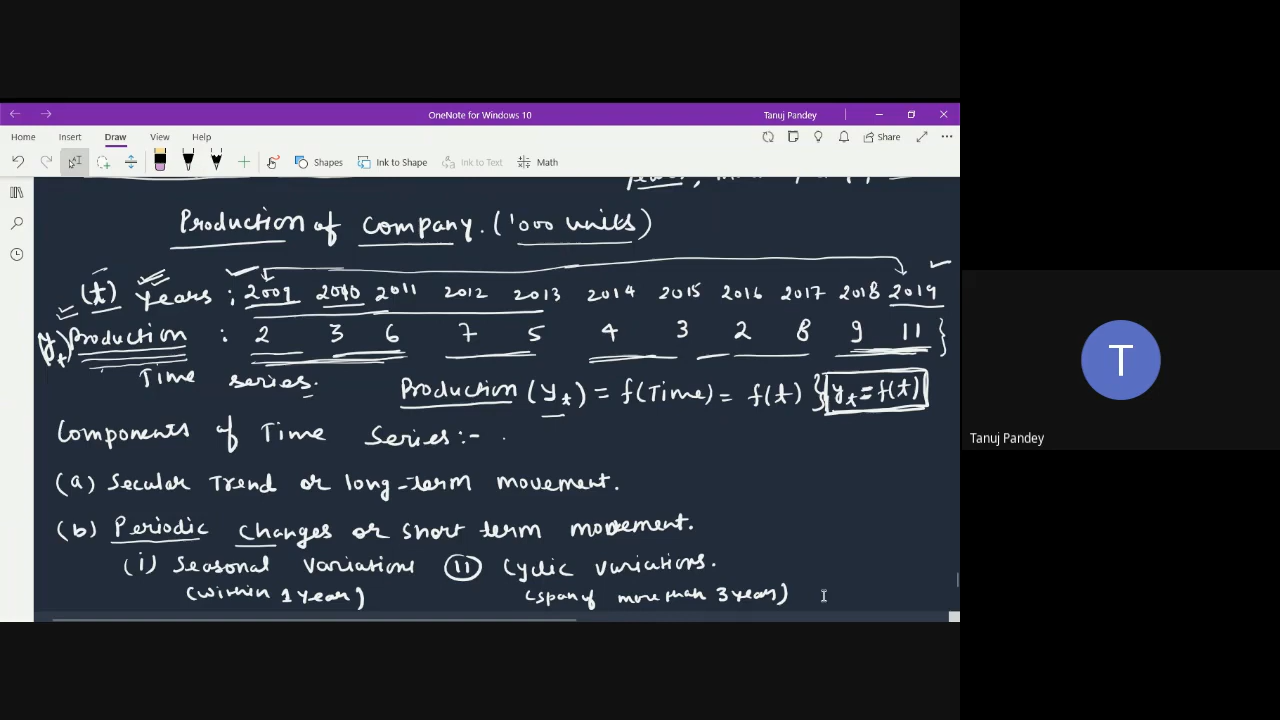 OneNote for Windows 10
Tanuj Pandey
Home Insert Draw View Help
Share
Shapes Ink to Shape Ink to Text Math
Production of Company. ('000 units)
(t) Years : 2009 2010 2011 2012 2013 2014 2015 2016 2017 2018 2019
y_t) Production : 2 3 6 7 5 4 3 2 8 9 11 }
Time series.
Production (y_t) = f(Time) = f(t) } y_t = f(t)
Components of Time Series :-
(a) Secular Trend or long-term movement.
(b) Periodic Changes or short term movement.
(i) Seasonal Variations (ii) Cyclic variations.
(within 1 year) (span of more than 3 years)
T
Tanuj Pandey